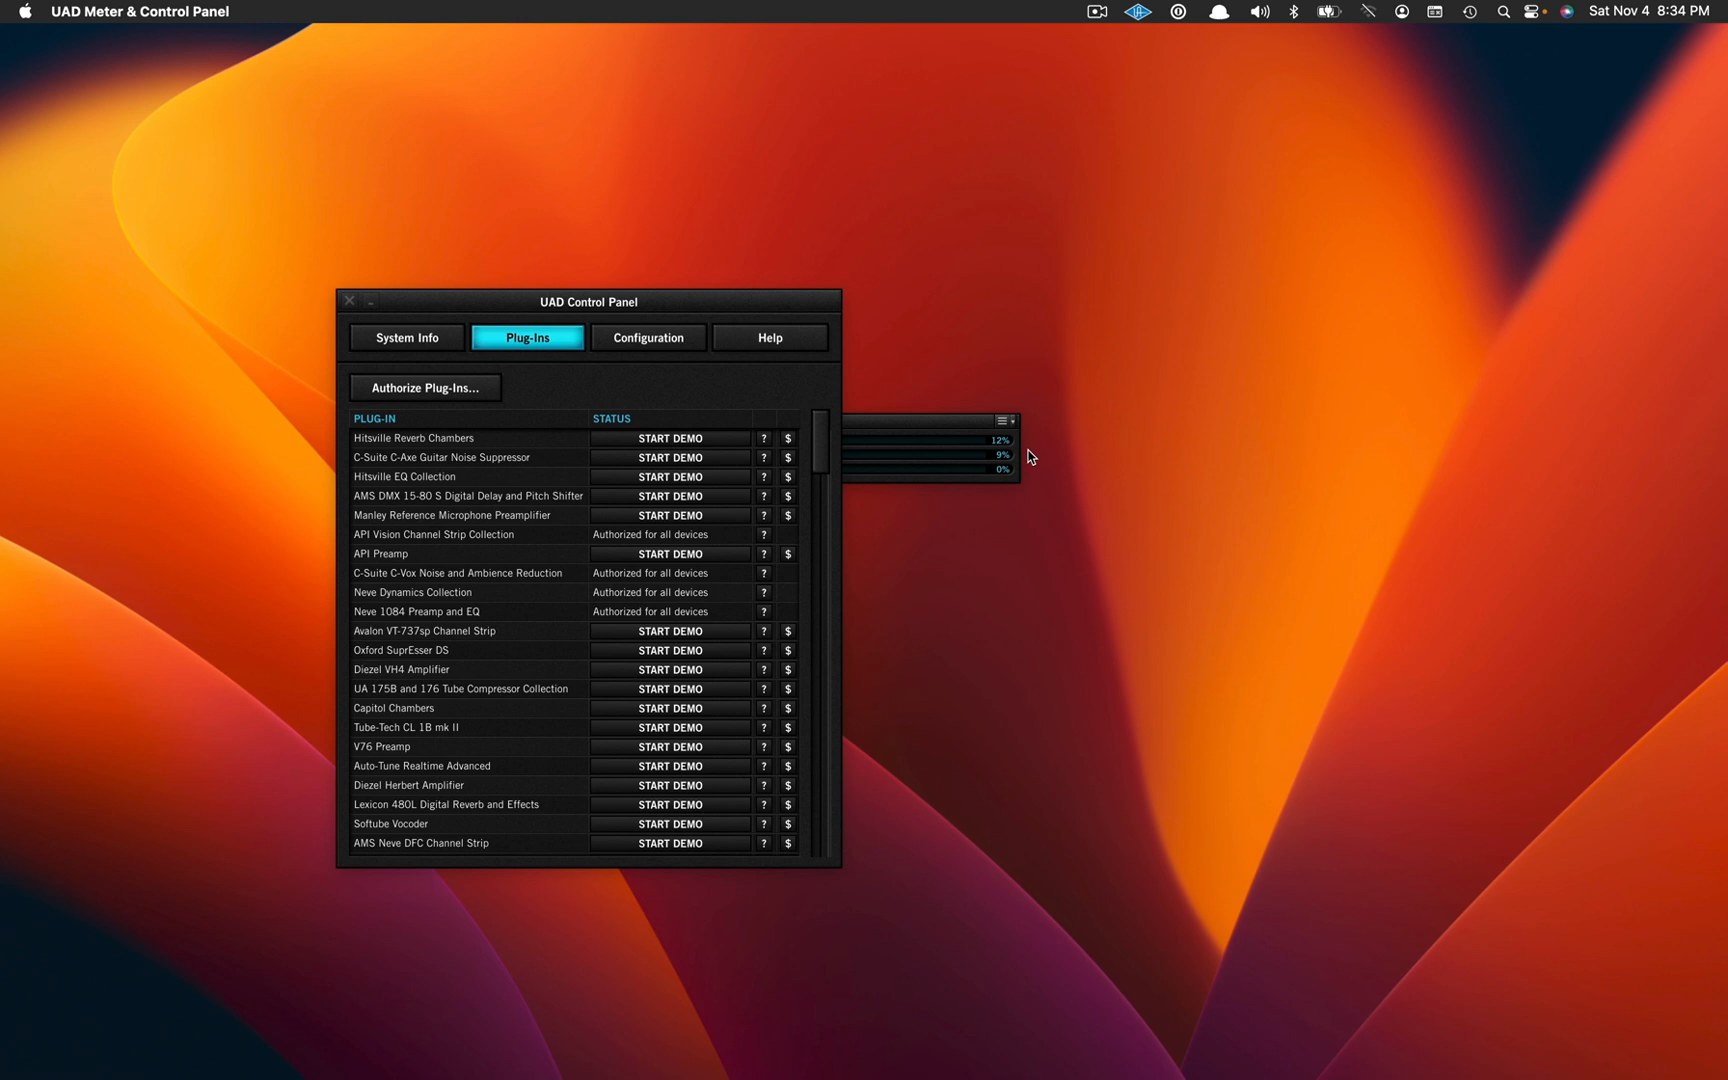 UAD Meter & Control Panel
Sat Nov 4 8:34 PM
UAD Control Panel
System Info Plug-Ins Configuration Help
Authorize Plug-Ins...
PLUG-IN STATUS
Hitsville Reverb Chambers START DEMO ? $
C-Suite C-Axe Guitar Noise Suppressor START DEMO ? $
Hitsville EQ Collection START DEMO ? $
AMS DMX 15-80 S Digital Delay and Pitch Shifter START DEMO ? $
Manley Reference Microphone Preamplifier START DEMO ? $
API Vision Channel Strip Collection Authorized for all devices ?
API Preamp START DEMO ? $
C-Suite C-Vox Noise and Ambience Reduction Authorized for all devices ?
Neve Dynamics Collection Authorized for all devices ?
Neve 1084 Preamp and EQ Authorized for all devices ?
Avalon VT-737sp Channel Strip START DEMO ? $
Oxford SuprEsser DS START DEMO ? $
Diezel VH4 Amplifier START DEMO ? $
UA 175B and 176 Tube Compressor Collection START DEMO ? $
Capitol Chambers START DEMO ? $
Tube-Tech CL 1B mk II START DEMO ? $
V76 Preamp START DEMO ? $
Auto-Tune Realtime Advanced START DEMO ? $
Diezel Herbert Amplifier START DEMO ? $
Lexicon 480L Digital Reverb and Effects START DEMO ? $
Softube Vocoder START DEMO ? $
AMS Neve DFC Channel Strip START DEMO ? $
12%
9%
0%